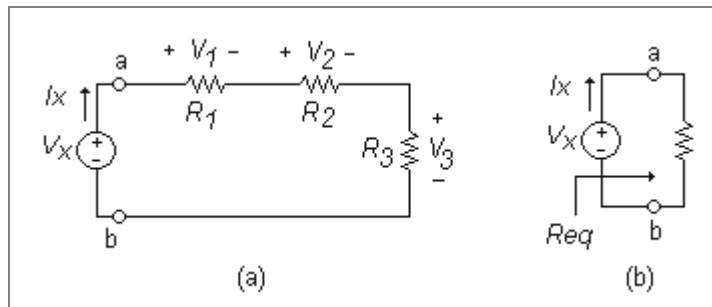 + V1 − + V2 −
a
Ix
R1 R2
Vx
+
−
R3
+
V3
−
b
(a)
a
Ix
Vx
+
−
Req
b
(b)